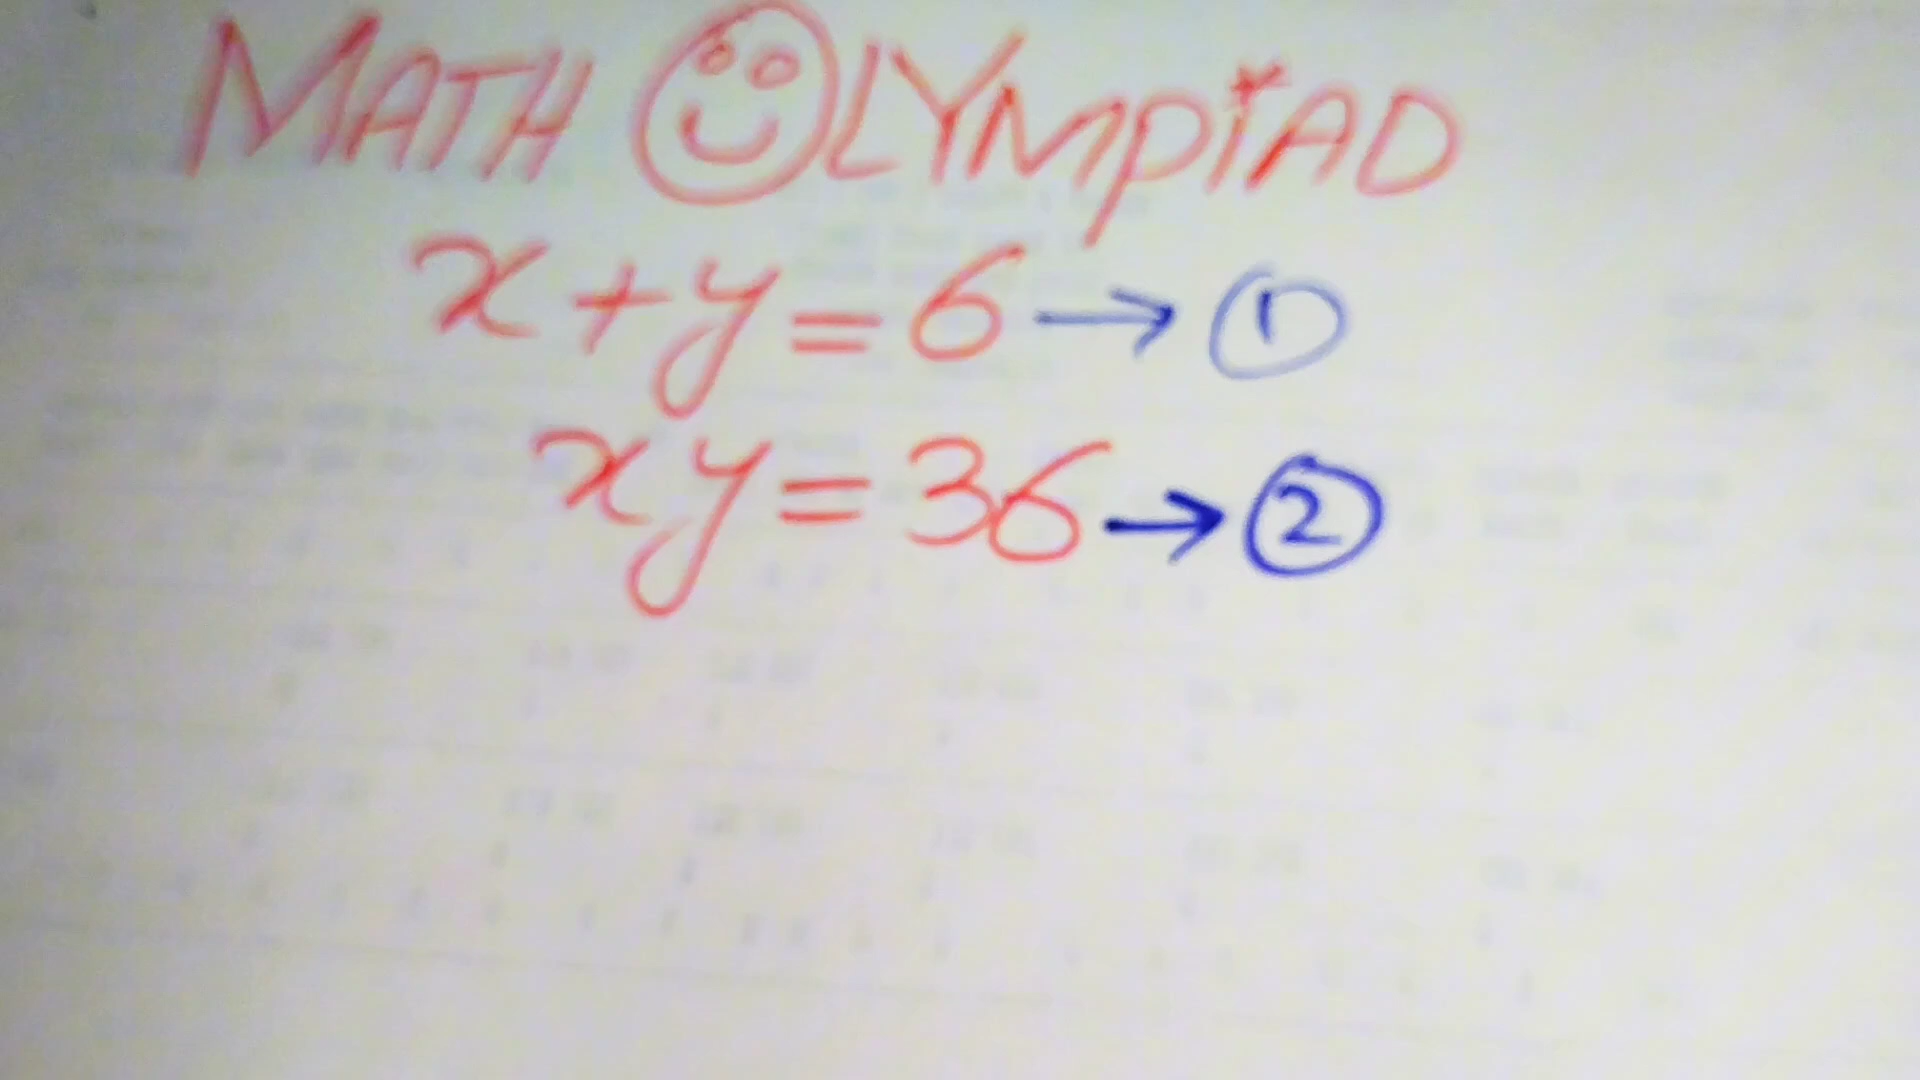 MATH OLYMPIAD
x + y = 6 → ①
xy = 36 → ②